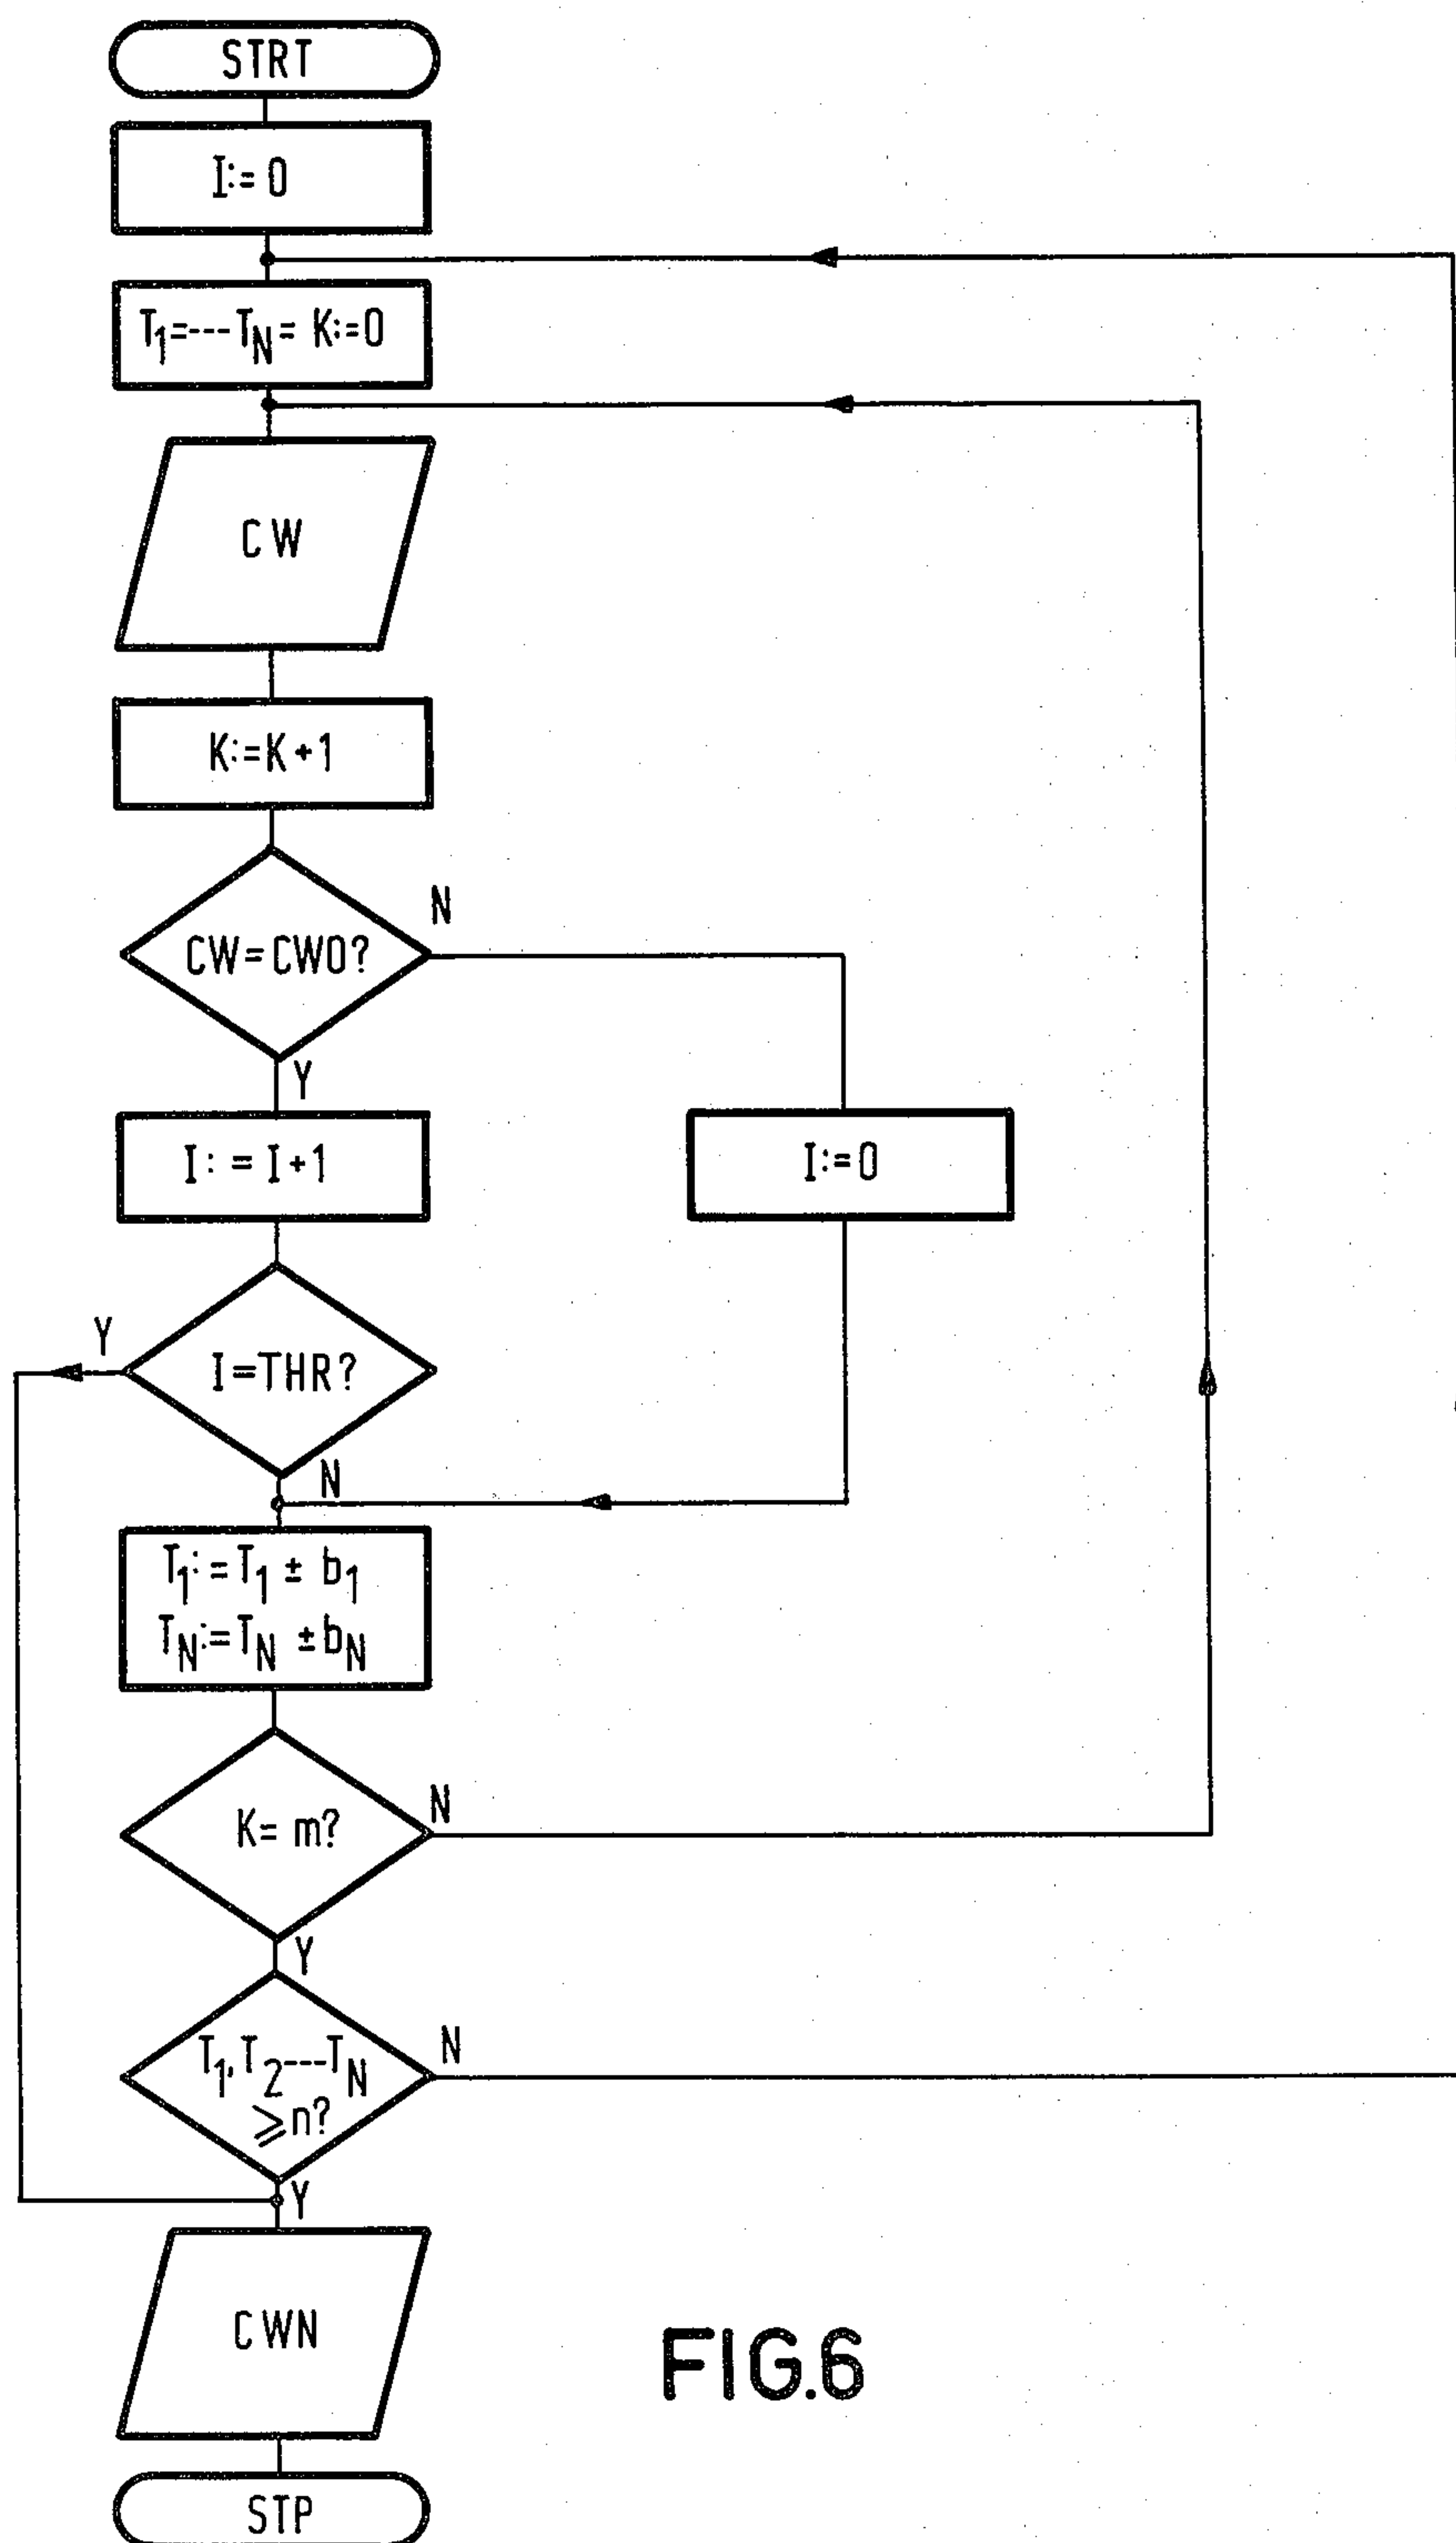 STRT
I:= 0
T1=---TN= K:=0
CW
K:=K+1
CW=CWO?
N
Y
I:= I+1
I:=0
I=THR?
Y
N
T1:=T1 ± b1
TN:=TN ±bN
K= m?
N
Y
T1, T2---TN
≥n?
N
Y
CWN
STP
FIG.6